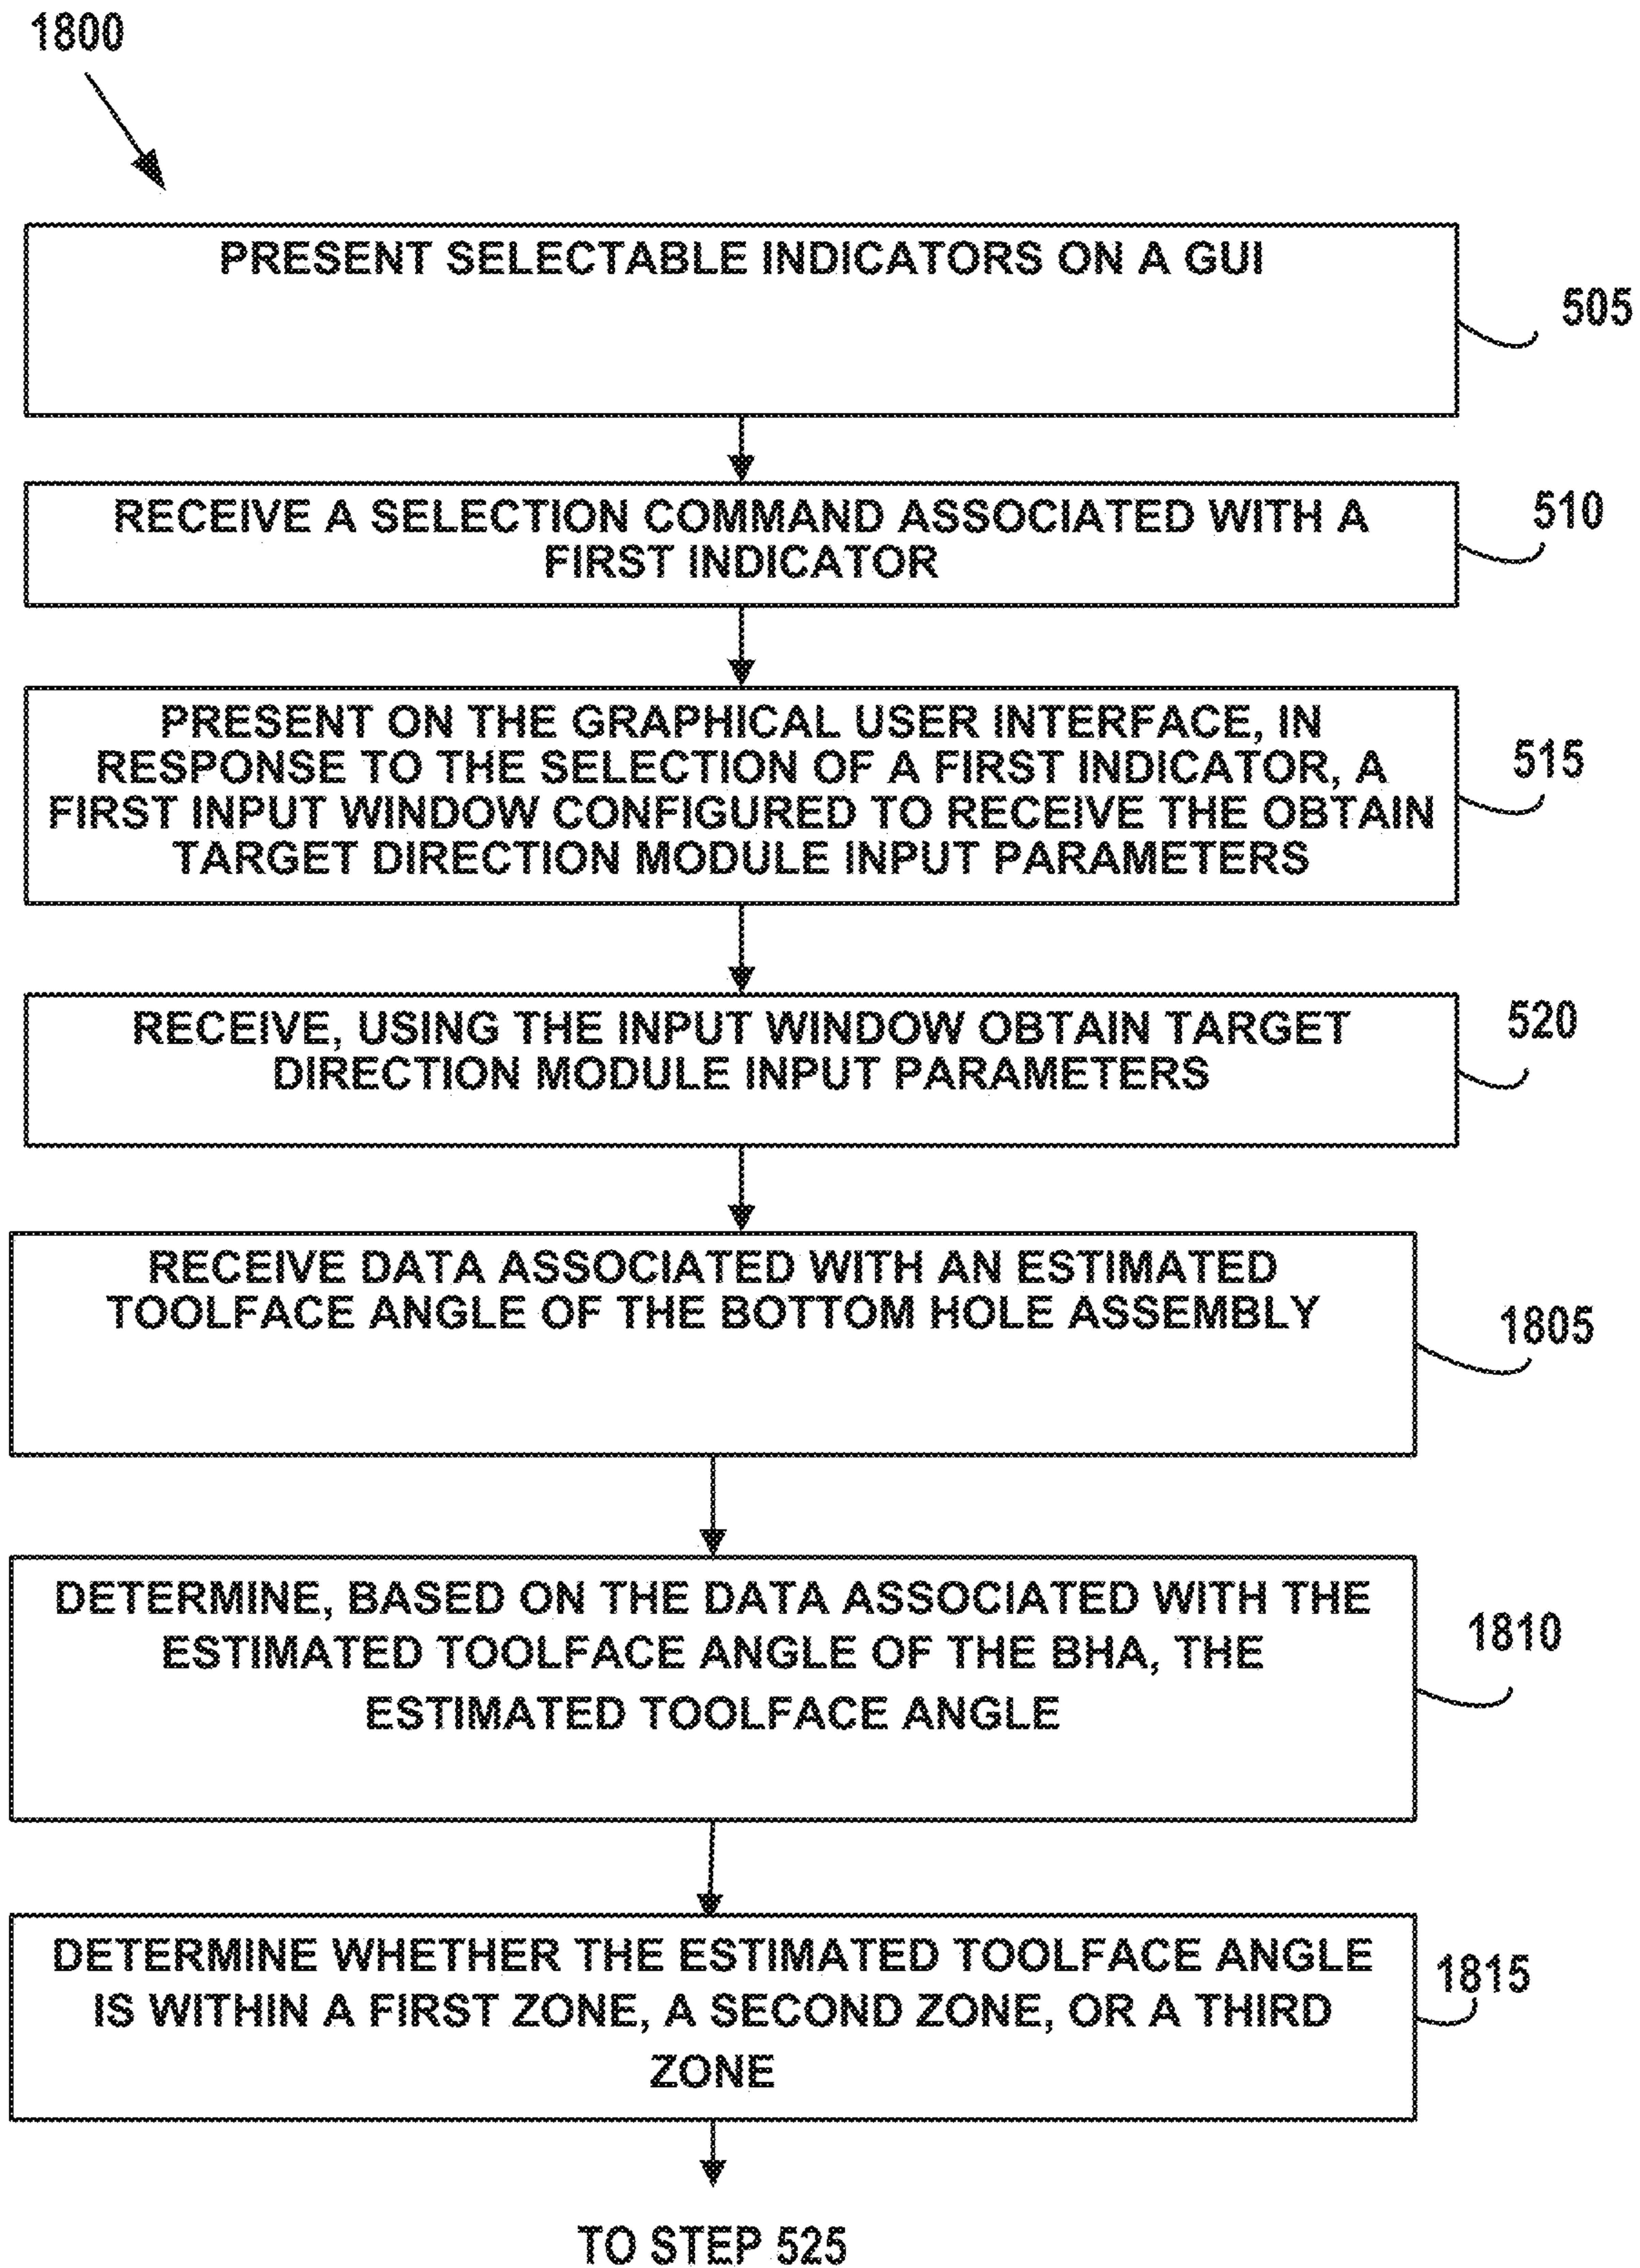 1800
PRESENT SELECTABLE INDICATORS ON A GUI
505
RECEIVE A SELECTION COMMAND ASSOCIATED WITH A
FIRST INDICATOR
510
PRESENT ON THE GRAPHICAL USER INTERFACE, IN
RESPONSE TO THE SELECTION OF A FIRST INDICATOR, A
FIRST INPUT WINDOW CONFIGURED TO RECEIVE THE OBTAIN
TARGET DIRECTION MODULE INPUT PARAMETERS
515
RECEIVE, USING THE INPUT WINDOW OBTAIN TARGET
DIRECTION MODULE INPUT PARAMETERS
520
RECEIVE DATA ASSOCIATED WITH AN ESTIMATED
TOOLFACE ANGLE OF THE BOTTOM HOLE ASSEMBLY
1805
DETERMINE, BASED ON THE DATA ASSOCIATED WITH THE
ESTIMATED TOOLFACE ANGLE OF THE BHA, THE
ESTIMATED TOOLFACE ANGLE
1810
DETERMINE WHETHER THE ESTIMATED TOOLFACE ANGLE
IS WITHIN A FIRST ZONE, A SECOND ZONE, OR A THIRD
ZONE
1815
TO STEP 525